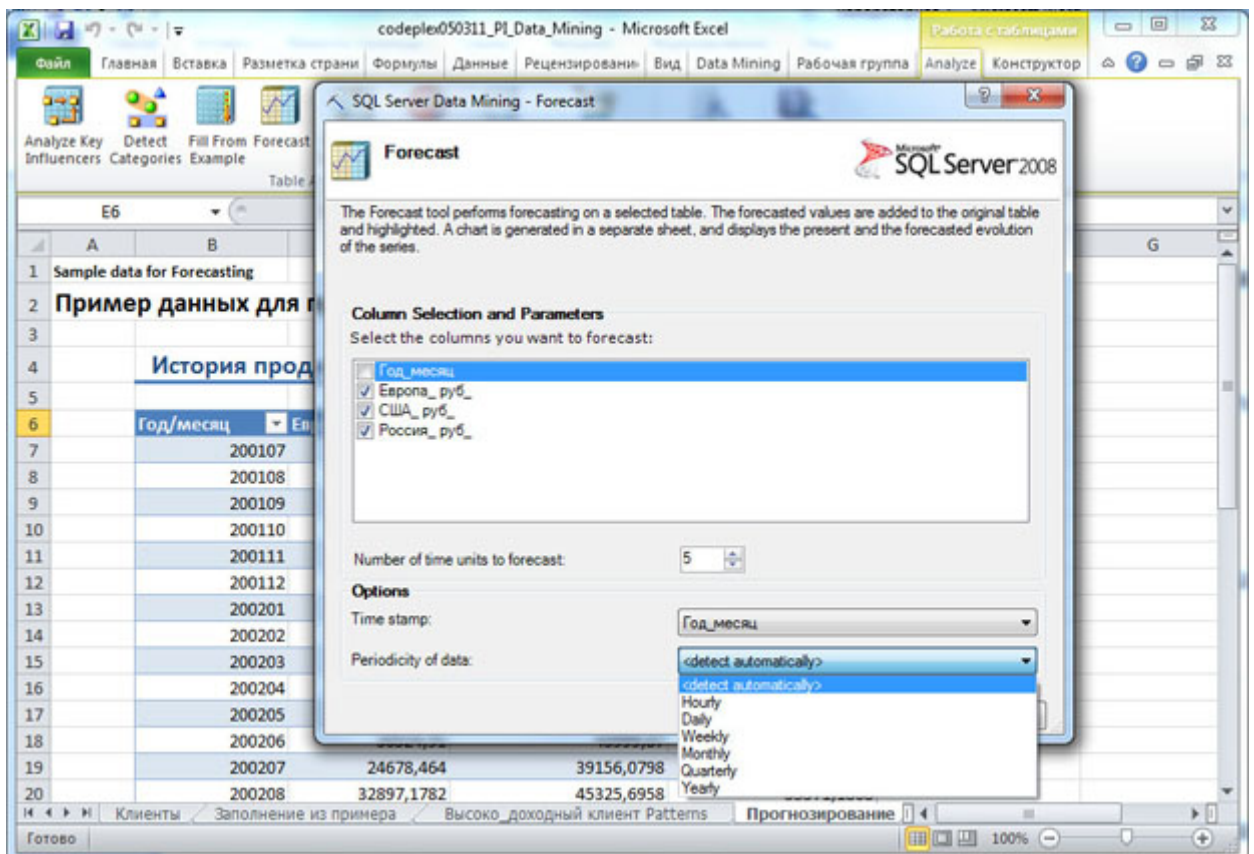 codeplex050311_PI_Data_Mining - Microsoft Excel
Работа с таблицами
Файл Главная Вставка Разметка страни Формулы Данные Рецензировани Вид Data Mining Рабочая группа Analyze Конструктор
Analyze Key Influencers
Detect Categories
Fill From Example
Forecast
Table
SQL Server Data Mining - Forecast
Forecast
Microsoft SQL Server 2008
The Forecast tool performs forecasting on a selected table. The forecasted values are added to the original table
and highlighted. A chart is generated in a separate sheet, and displays the present and the forecasted evolution
of the series.
Column Selection and Parameters
Select the columns you want to forecast:
Год_месяц
Европа_ руб_
США_ руб_
Россия_ руб_
Number of time units to forecast: 5
Options
Time stamp: Год_месяц
Periodicity of data: <detect automatically>
<detect automatically>
Hourly
Daily
Weekly
Monthly
Quarterly
Yearly
E6
A B G
1 Sample data for Forecasting
2 Пример данных для
3
4 История прод
5
6 Год/месяц Ев
7 200107
8 200108
9 200109
10 200110
11 200111
12 200112
13 200201
14 200202
15 200203
16 200204
17 200205
18 200206
19 200207 24678,464 39156,0798
20 200208 32897,1782 45325,6958
Клиенты Заполнение из примера Высоко_доходный клиент Patterns Прогнозирование
Готово 100%